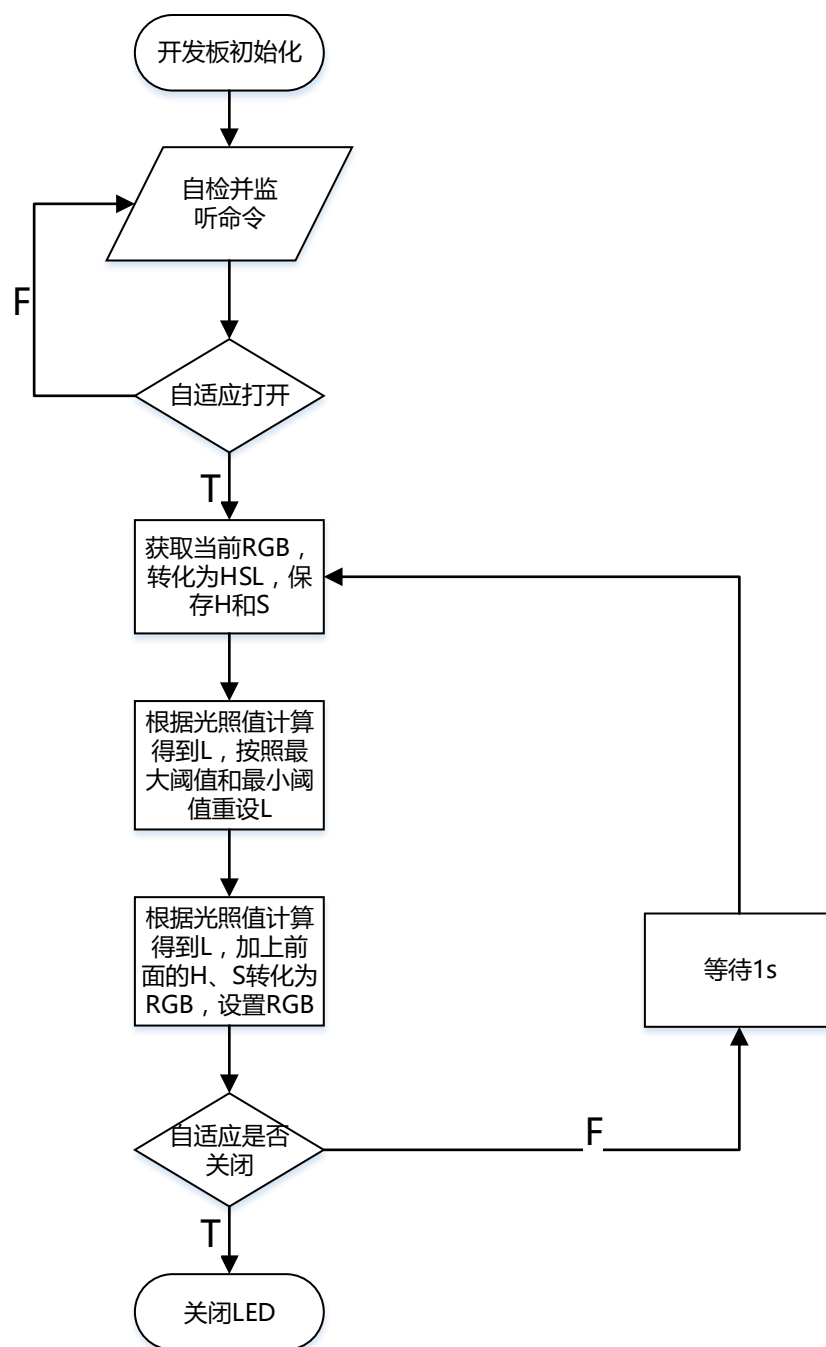 开发板初始化
自检并监
听命令
F
自适应打开
T
获取当前RGB，
转化为HSL，保
存H和S
根据光照值计算
得到L，按照最
大阈值和最小阈
值重设L
根据光照值计算
得到L，加上前
面的H、S转化为
RGB，设置RGB
等待1s
自适应是否
关闭
F
T
关闭LED